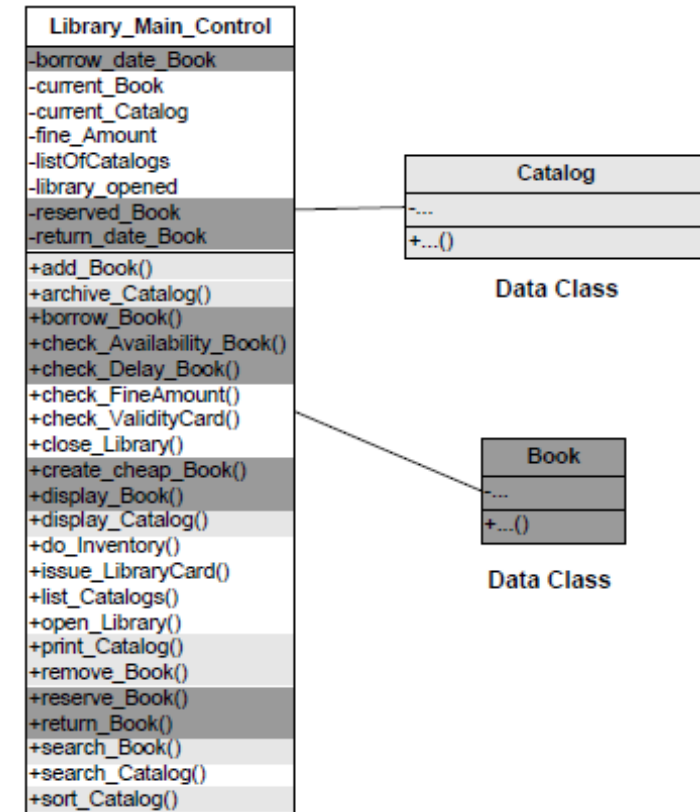 Library_Main_Control
-borrow_date_Book
-current_Book
-current_Catalog
-fine_Amount
-listOfCatalogs
-library_opened
-reserved_Book
-return_date_Book
+add_Book()
+archive_Catalog()
+borrow_Book()
+check_Availability_Book()
+check_Delay_Book()
+check_FineAmount()
+check_ValidityCard()
+close_Library()
+create_cheap_Book()
+display_Book()
+display_Catalog()
+do_Inventory()
+issue_LibraryCard()
+list_Catalogs()
+open_Library()
+print_Catalog()
+remove_Book()
+reserve_Book()
+return_Book()
+search_Book()
+search_Catalog()
+sort_Catalog()
Catalog
-...
+...()
Data Class
Book
-...
+...()
Data Class